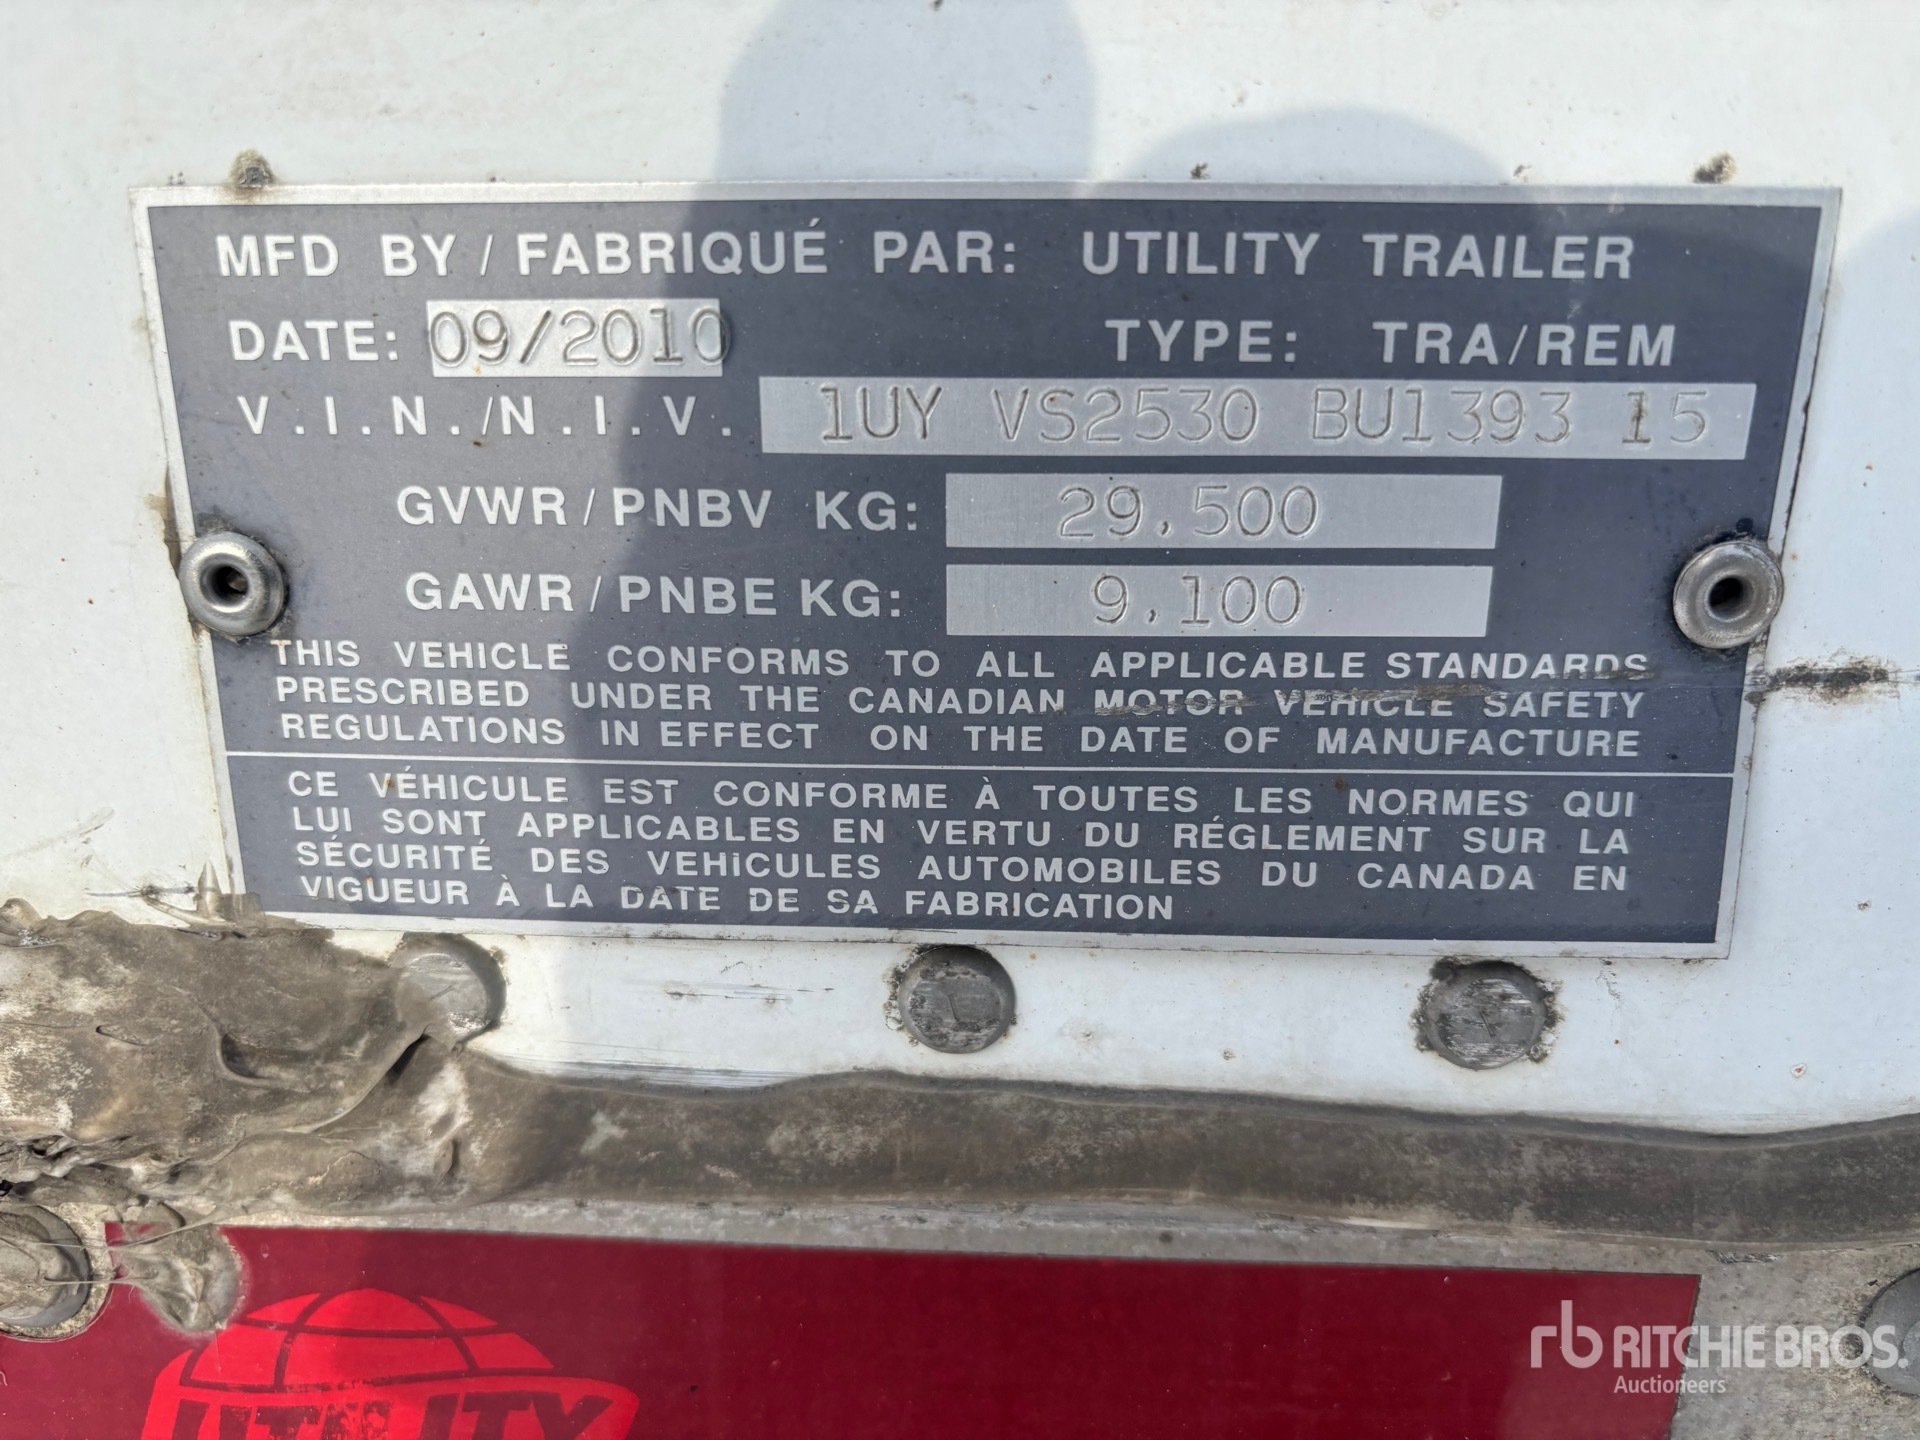 MFD BY / FABRIQUÉ PAR: UTILITY TRAILER
DATE: 09/2010 TYPE: TRA/REM
V.I.N./N.I.V. 1UY VS2530 BU1393 15
GVWR / PNBV KG: 29,500
GAWR / PNBE KG: 9,100
THIS VEHICLE CONFORMS TO ALL APPLICABLE STANDARDS
PRESCRIBED UNDER THE CANADIAN MOTOR VEHICLE SAFETY
REGULATIONS IN EFFECT ON THE DATE OF MANUFACTURE
CE VÉHICULE EST CONFORME À TOUTES LES NORMES QUI
LUI SONT APPLICABLES EN VERTU DU RÉGLEMENT SUR LA
SÉCURITÉ DES VEHICULES AUTOMOBILES DU CANADA EN
VIGUEUR À LA DATE DE SA FABRICATION
UTILITY
rb RITCHIE BROS.
Auctioneers